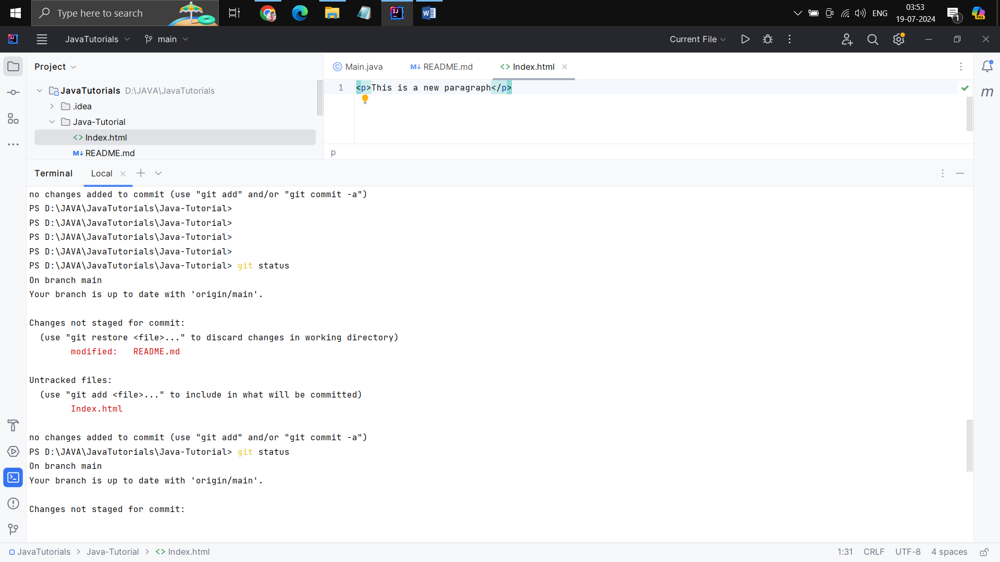 Type here to search
ENG
03:53
19-07-2024
1
PRE
JavaTutorials
main
Current File
Project
Main.java
README.md
Index.html
JavaTutorials D:\JAVA\JavaTutorials
.idea
Java-Tutorial
Index.html
README.md
1 <p>This is a new paragraph</p>
p
m
Terminal Local
no changes added to commit (use "git add" and/or "git commit -a")
PS D:\JAVA\JavaTutorials\Java-Tutorial>
PS D:\JAVA\JavaTutorials\Java-Tutorial>
PS D:\JAVA\JavaTutorials\Java-Tutorial>
PS D:\JAVA\JavaTutorials\Java-Tutorial>
PS D:\JAVA\JavaTutorials\Java-Tutorial> git status
On branch main
Your branch is up to date with 'origin/main'.
Changes not staged for commit:
(use "git restore <file>..." to discard changes in working directory)
modified:   README.md
Untracked files:
(use "git add <file>..." to include in what will be committed)
Index.html
no changes added to commit (use "git add" and/or "git commit -a")
PS D:\JAVA\JavaTutorials\Java-Tutorial> git status
On branch main
Your branch is up to date with 'origin/main'.
Changes not staged for commit:
JavaTutorials > Java-Tutorial > <> Index.html
1:31 CRLF UTF-8 4 spaces